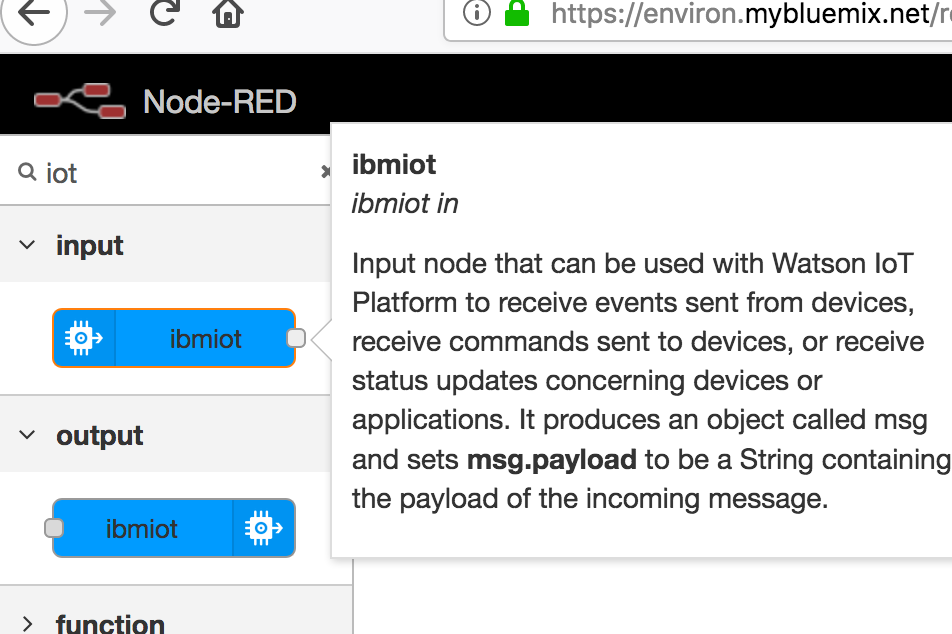 https://environ.mybluemix.net/r
Node-RED
iot
ibmiot
ibmiot in
input
Input node that can be used with Watson IoT
Platform to receive events sent from devices,
ibmiot
receive commands sent to devices, or receive
status updates concerning devices or
applications. It produces an object called msg
output
and sets msg.payload to be a String containing
the payload of the incoming message.
ibmiot
function